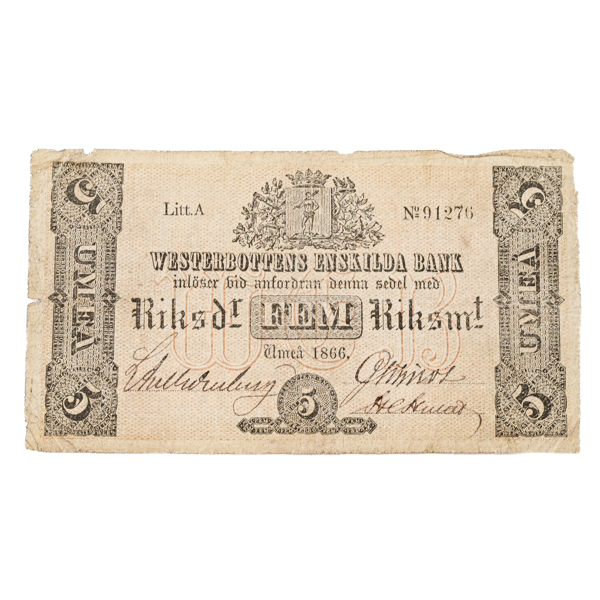 5
UMEÅ
5
Litt.A
Nº 91276
WESTERBOTTENS ENSKILDA BANK
inlöser vid anfordran denna sedel med
Riksdr FEM Riksmt
Umeå 1866.
5
5
UMEÅ
5